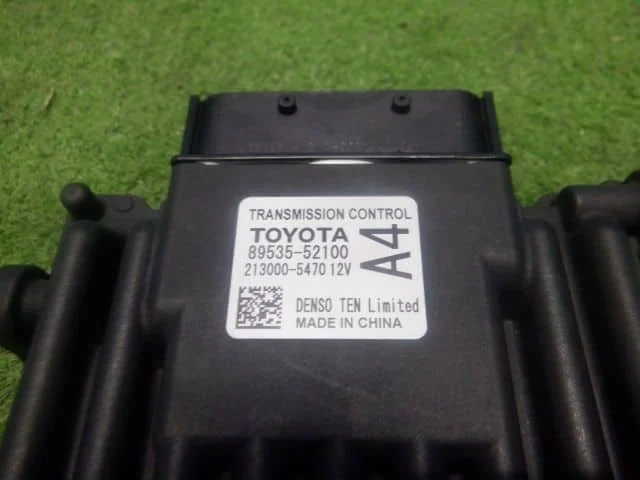 TRANSMISSION CONTROL
TOYOTA
89535-52100
213000-5470 12V
A4
DENSO TEN Limited
MADE IN CHINA